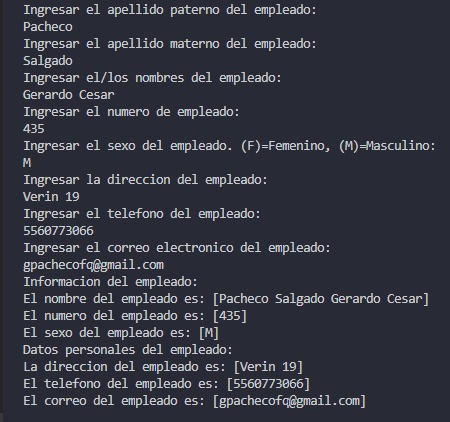 Ingresar el apellido paterno del empleado:
Pacheco
Ingresar el apellido materno del empleado:
Salgado
Ingresar el/los nombres del empleado:
Gerardo Cesar
Ingresar el numero de empleado:
435
Ingresar el sexo del empleado. (F)=Femenino, (M)=Masculino:
M
Ingresar la direccion del empleado:
Verin 19
Ingresar el telefono del empleado:
5560773066
Ingresar el correo electronico del empleado:
gpachecofq@gmail.com
Informacion del empleado:
El nombre del empleado es: [Pacheco Salgado Gerardo Cesar]
El numero del empleado es: [435]
El sexo del empleado es: [M]
Datos personales del empleado:
La direccion del empleado es: [Verin 19]
El telefono del empleado es: [5560773066]
El correo del empleado es: [gpachecofq@gmail.com]